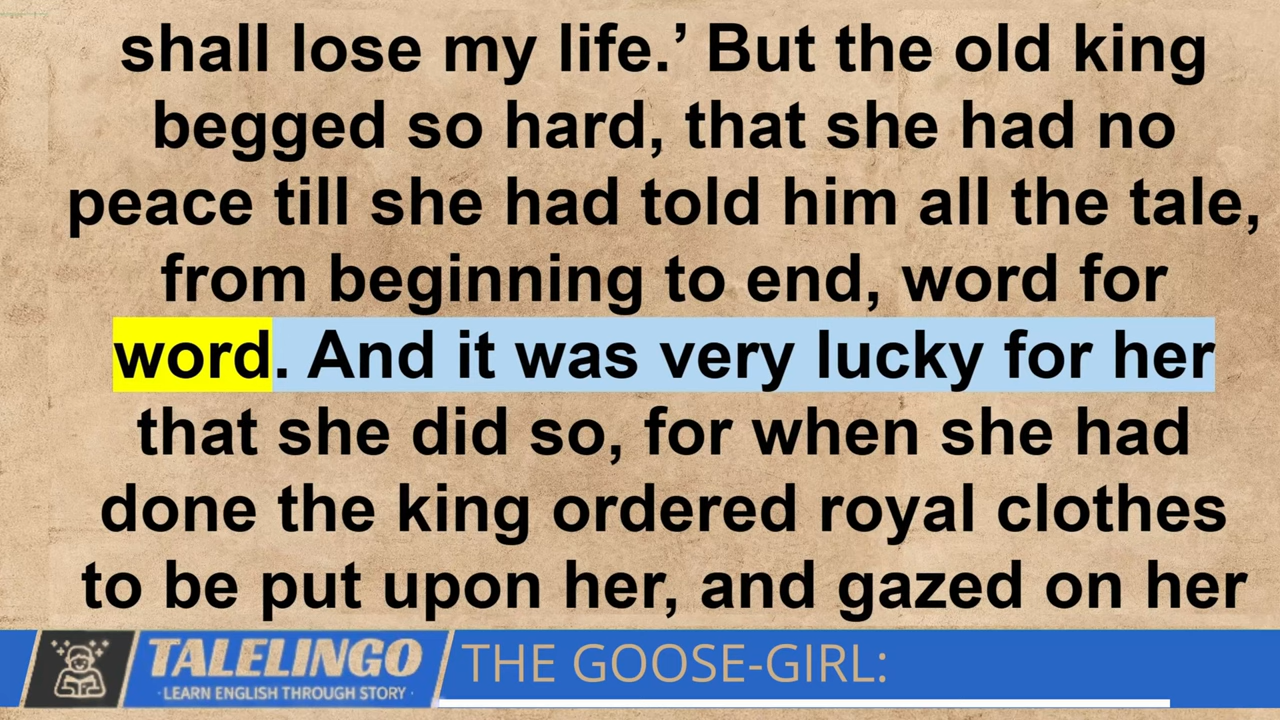 shall lose my life.’ But the old king
begged so hard, that she had no
peace till she had told him all the tale,
from beginning to end, word for
word. And it was very lucky for her
that she did so, for when she had
done the king ordered royal clothes
to be put upon her, and gazed on her
TALELINGO
·LEARN ENGLISH THROUGH STORY·
THE GOOSE-GIRL: